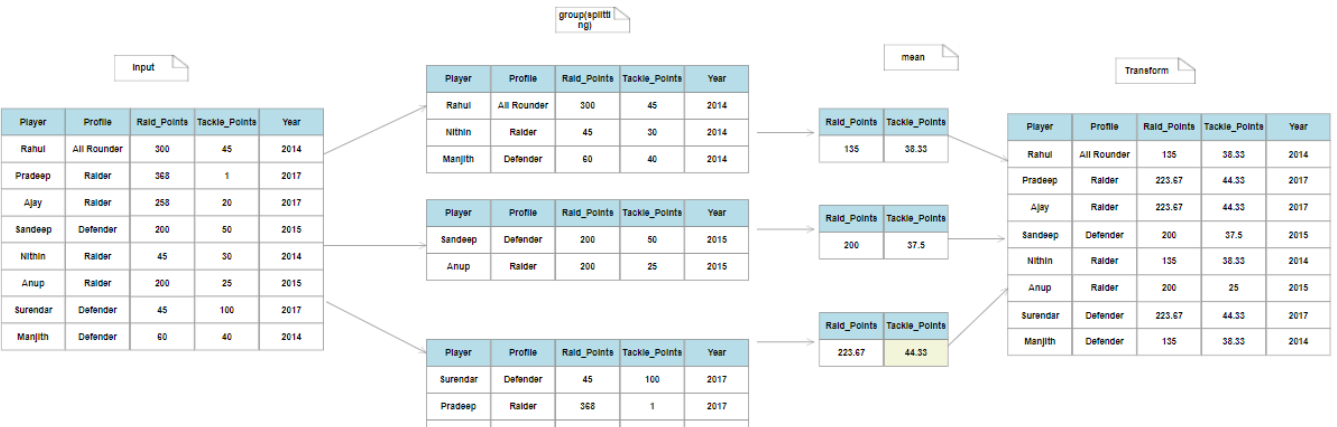 group(splitti
ng)
Input
mean
Transform
Player Profile Raid_Points Tackle_Points Year
Rahul All Rounder 300 45 2014
Pradeep Raider 368 1 2017
Ajay Raider 258 20 2017
Sandeep Defender 200 50 2015
Nithin Raider 45 30 2014
Anup Raider 200 25 2015
Surendar Defender 45 100 2017
Manjith Defender 60 40 2014
Player Profile Raid_Points Tackle_Points Year
Rahul All Rounder 300 45 2014
Nithin Raider 45 30 2014
Manjith Defender 60 40 2014
Player Profile Raid_Points Tackle_Points Year
Sandeep Defender 200 50 2015
Anup Raider 200 25 2015
Player Profile Raid_Points Tackle_Points Year
Surendar Defender 45 100 2017
Pradeep Raider 368 1 2017
Raid_Points Tackle_Points
135 38.33
Raid_Points Tackle_Points
200 37.5
Raid_Points Tackle_Points
223.67 44.33
Player Profile Raid_Points Tackle_Points Year
Rahul All Rounder 135 38.33 2014
Pradeep Raider 223.67 44.33 2017
Ajay Raider 223.67 44.33 2017
Sandeep Defender 200 37.5 2015
Nithin Raider 135 38.33 2014
Anup Raider 200 25 2015
Surendar Defender 223.67 44.33 2017
Manjith Defender 135 38.33 2014